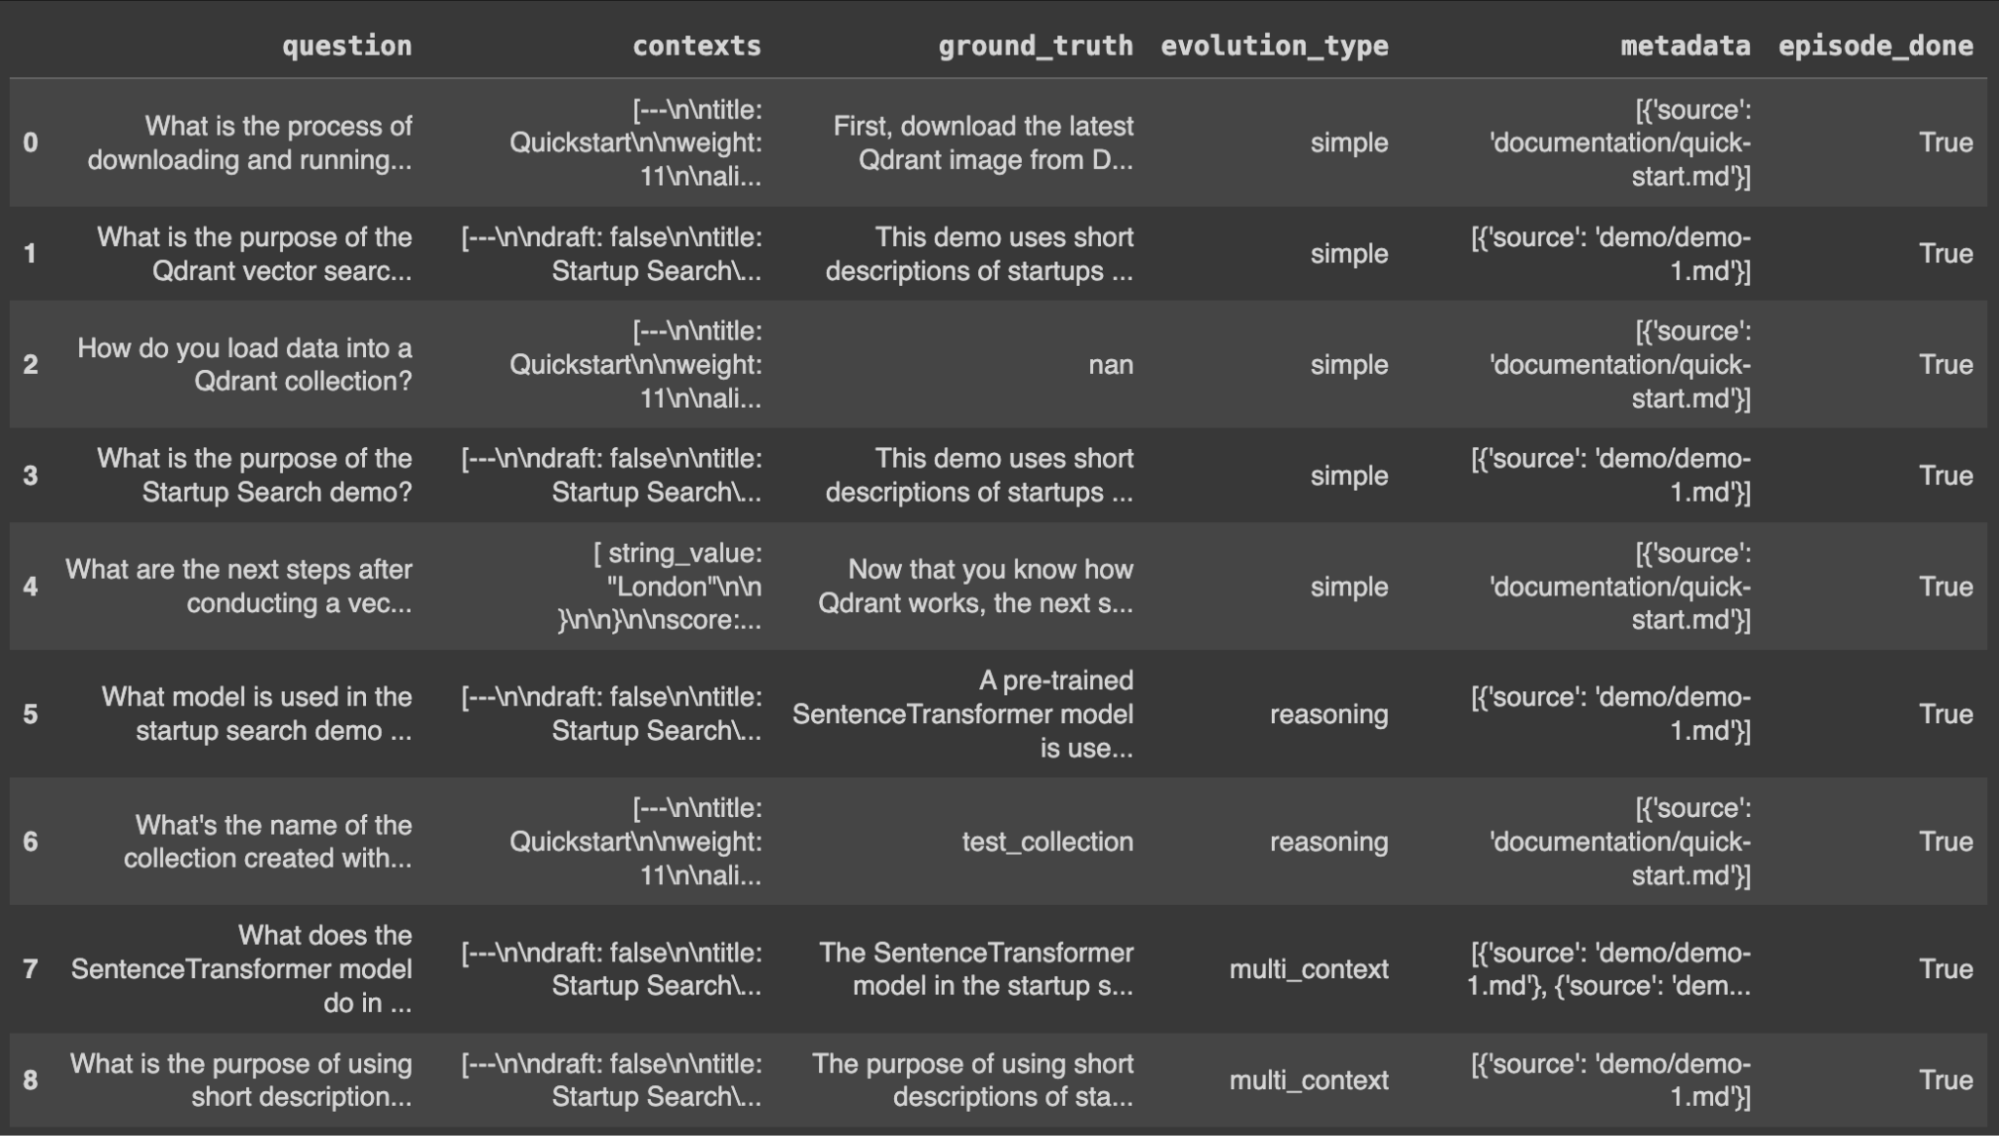 question contexts ground_truth evolution_type metadata episode_done
0
What is the process of
downloading and running...
[---\n\ntitle:
Quickstart\n\nweight:
11\n\nali...
First, download the latest
Qdrant image from D...
simple
[{'source':
'documentation/quick-
start.md'}]
True
1
What is the purpose of the
Qdrant vector searc...
[---\n\ndraft: false\n\ntitle:
Startup Search\...
This demo uses short
descriptions of startups ...
simple
[{'source': 'demo/demo-
1.md'}]
True
2
How do you load data into a
Qdrant collection?
[---\n\ntitle:
Quickstart\n\nweight:
11\n\nali...
nan
simple
[{'source':
'documentation/quick-
start.md'}]
True
3
What is the purpose of the
Startup Search demo?
[---\n\ndraft: false\n\ntitle:
Startup Search\...
This demo uses short
descriptions of startups ...
simple
[{'source': 'demo/demo-
1.md'}]
True
4
What are the next steps after
conducting a vec...
[ string_value:
"London"\n\n
}\n\n}\n\nscore:...
Now that you know how
Qdrant works, the next s...
simple
[{'source':
'documentation/quick-
start.md'}]
True
5
What model is used in the
startup search demo ...
[---\n\ndraft: false\n\ntitle:
Startup Search\...
A pre-trained
SentenceTransformer model
is use...
reasoning
[{'source': 'demo/demo-
1.md'}]
True
6
What's the name of the
collection created with...
[---\n\ntitle:
Quickstart\n\nweight:
11\n\nali...
test_collection
reasoning
[{'source':
'documentation/quick-
start.md'}]
True
7
What does the
SentenceTransformer model
do in ...
[---\n\ndraft: false\n\ntitle:
Startup Search\...
The SentenceTransformer
model in the startup s...
multi_context
[{'source': 'demo/demo-
1.md'}, {'source': 'dem...
True
8
What is the purpose of using
short description...
[---\n\ndraft: false\n\ntitle:
Startup Search\...
The purpose of using short
descriptions of sta...
multi_context
[{'source': 'demo/demo-
1.md'}]
True